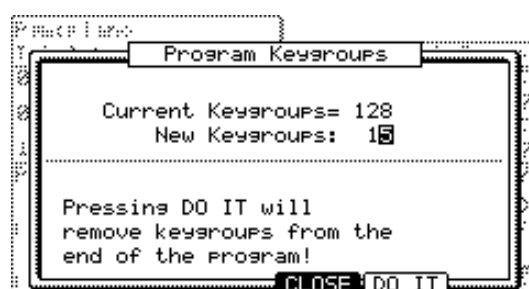 Program Keygroups
Current Keygroups= 128
New Keygroups: 15
Pressing DO IT will
remove keygroups from the
end of the program!
CLOSE DO IT